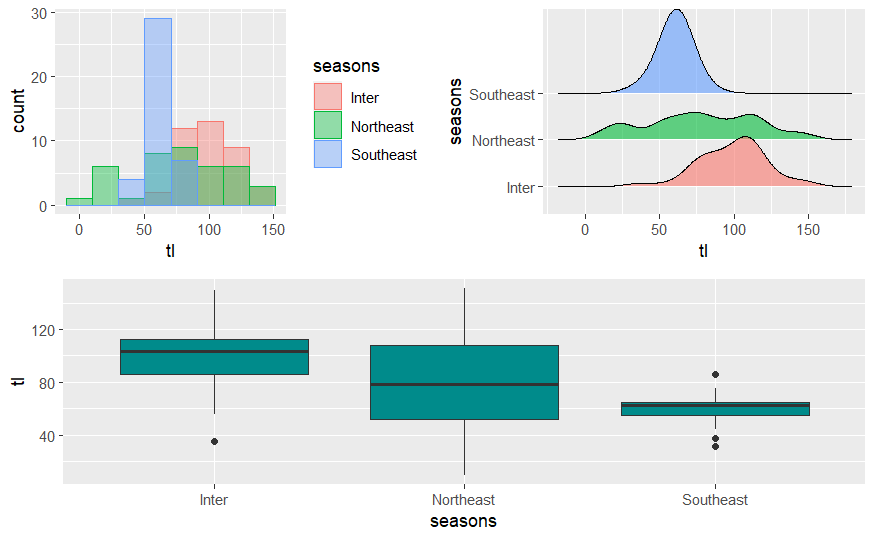 30
20
10
0
count
0
50
100
150
tl
seasons
Inter
Northeast
Southeast
seasons
Southeast
Northeast
Inter
0
50
100
150
tl
120
80
40
tl
Inter
Northeast
Southeast
seasons